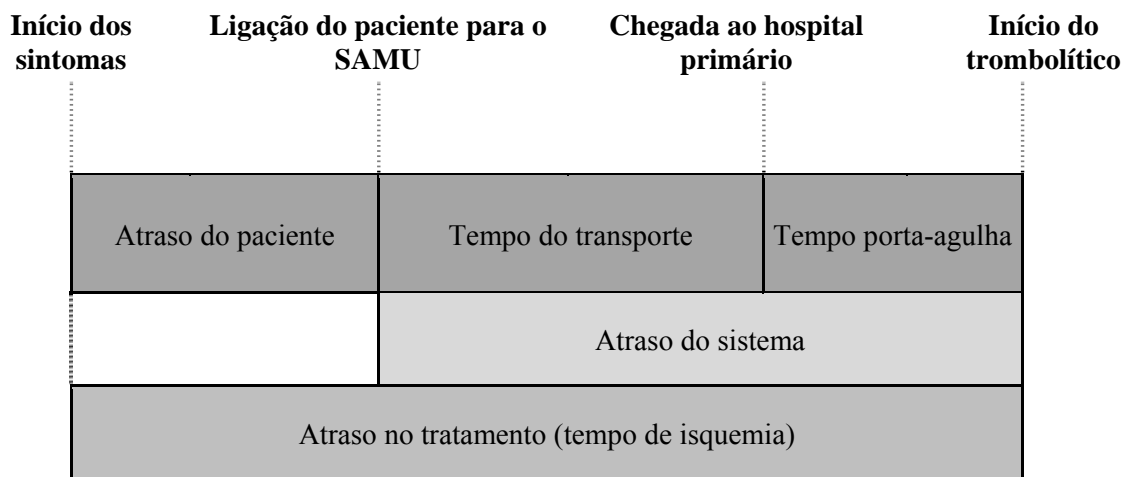 Início dos
sintomas
Ligação do paciente para o
SAMU
Chegada ao hospital
primário
Início do
trombolítico
Atraso do paciente
Tempo do transporte
Tempo porta-agulha
Atraso do sistema
Atraso no tratamento (tempo de isquemia)